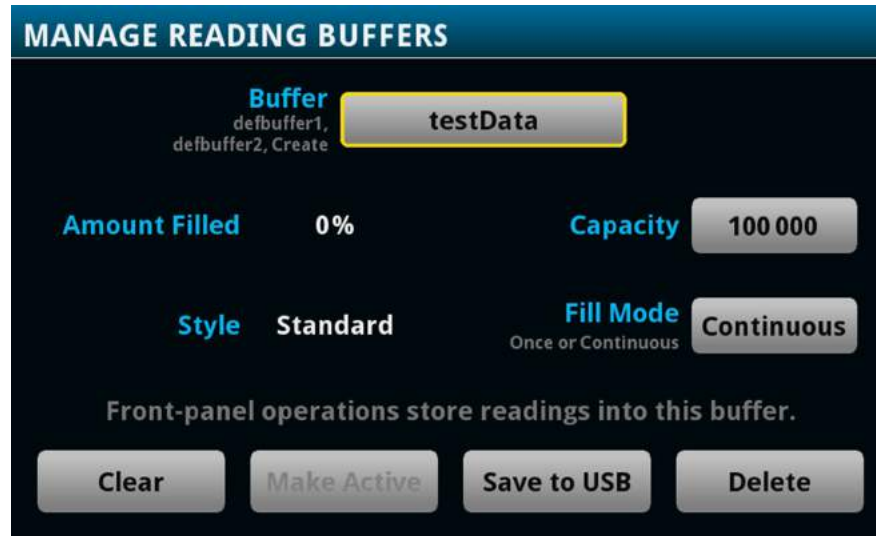 MANAGE READING BUFFERS
Buffer
defbuffer1,
defbuffer2, Create
testData
Amount Filled
0%
Capacity
100 000
Style
Standard
Fill Mode
Once or Continuous
Continuous
Front-panel operations store readings into this buffer.
Clear
Make Active
Save to USB
Delete